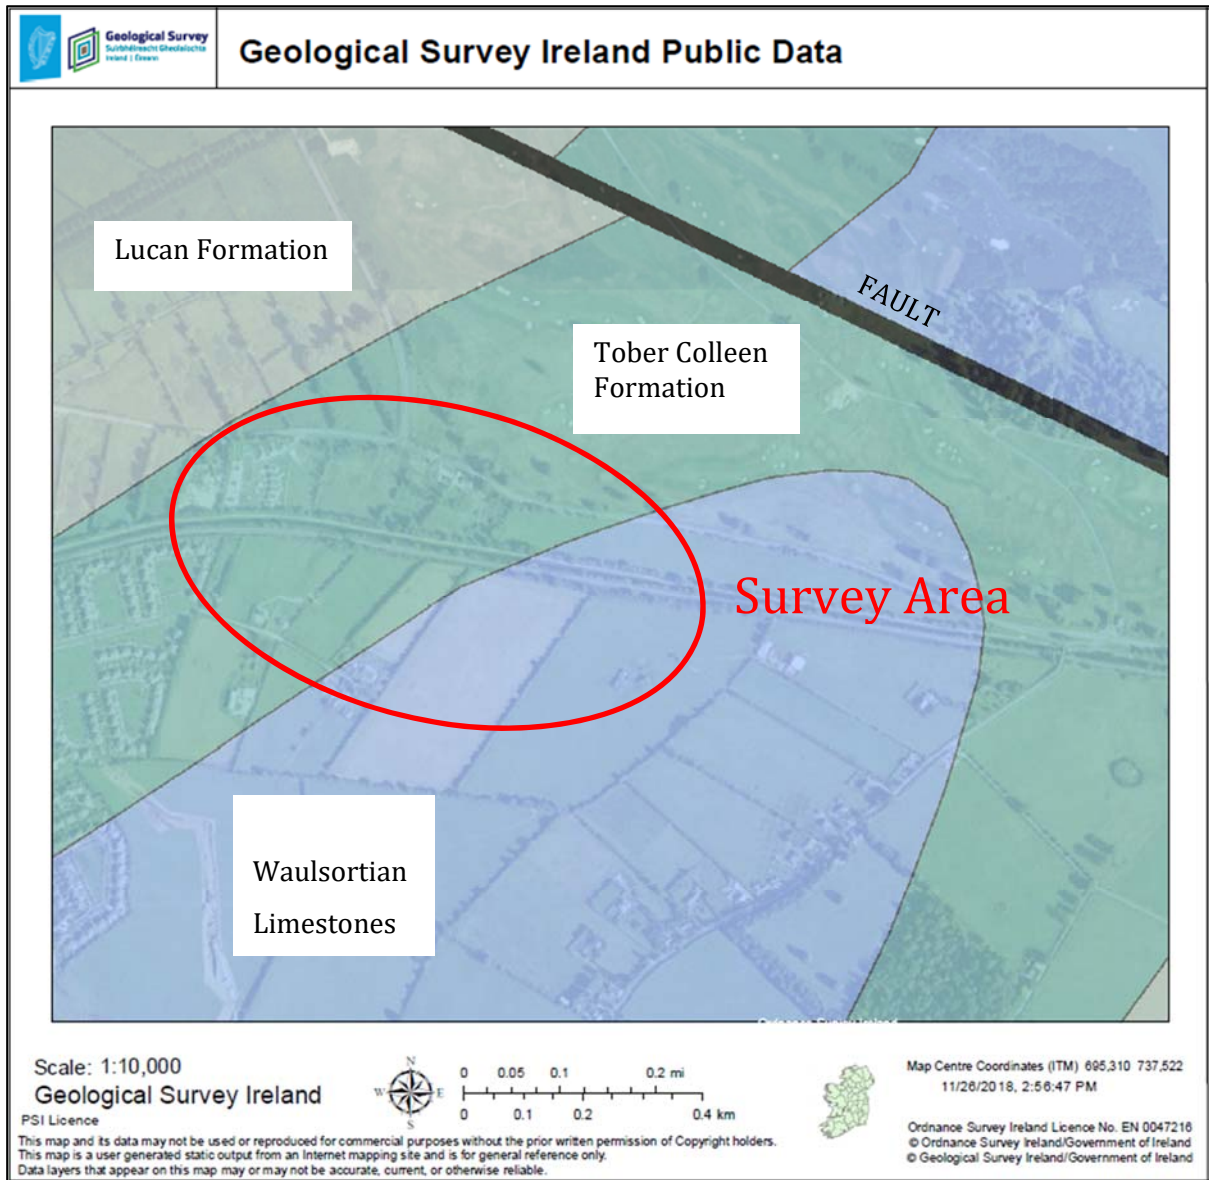 Geological Survey
Suirbhéireacht Gheolaíochta
Ireland | Éireann
Geological Survey Ireland Public Data
Lucan Formation
FAULT
Tober Colleen
Formation
Survey Area
Waulsortian
Limestones
Ordnance Survey Ireland
Scale: 1:10,000
Geological Survey Ireland
PSI Licence
N
W E
S
0 0.05 0.1 0.2 mi
0 0.1 0.2 0.4 km
Map Centre Coordinates (ITM) 695,310 737,522
11/26/2018, 2:56:47 PM
This map and its data may not be used or reproduced for commercial purposes without the prior written permission of Copyright holders.
This map is a user generated static output from an Internet mapping site and is for general reference only.
Data layers that appear on this map may or may not be accurate, current, or otherwise reliable.
Ordnance Survey Ireland Licence No. EN 0047216
© Ordnance Survey Ireland/Government of Ireland
© Geological Survey Ireland/Government of Ireland